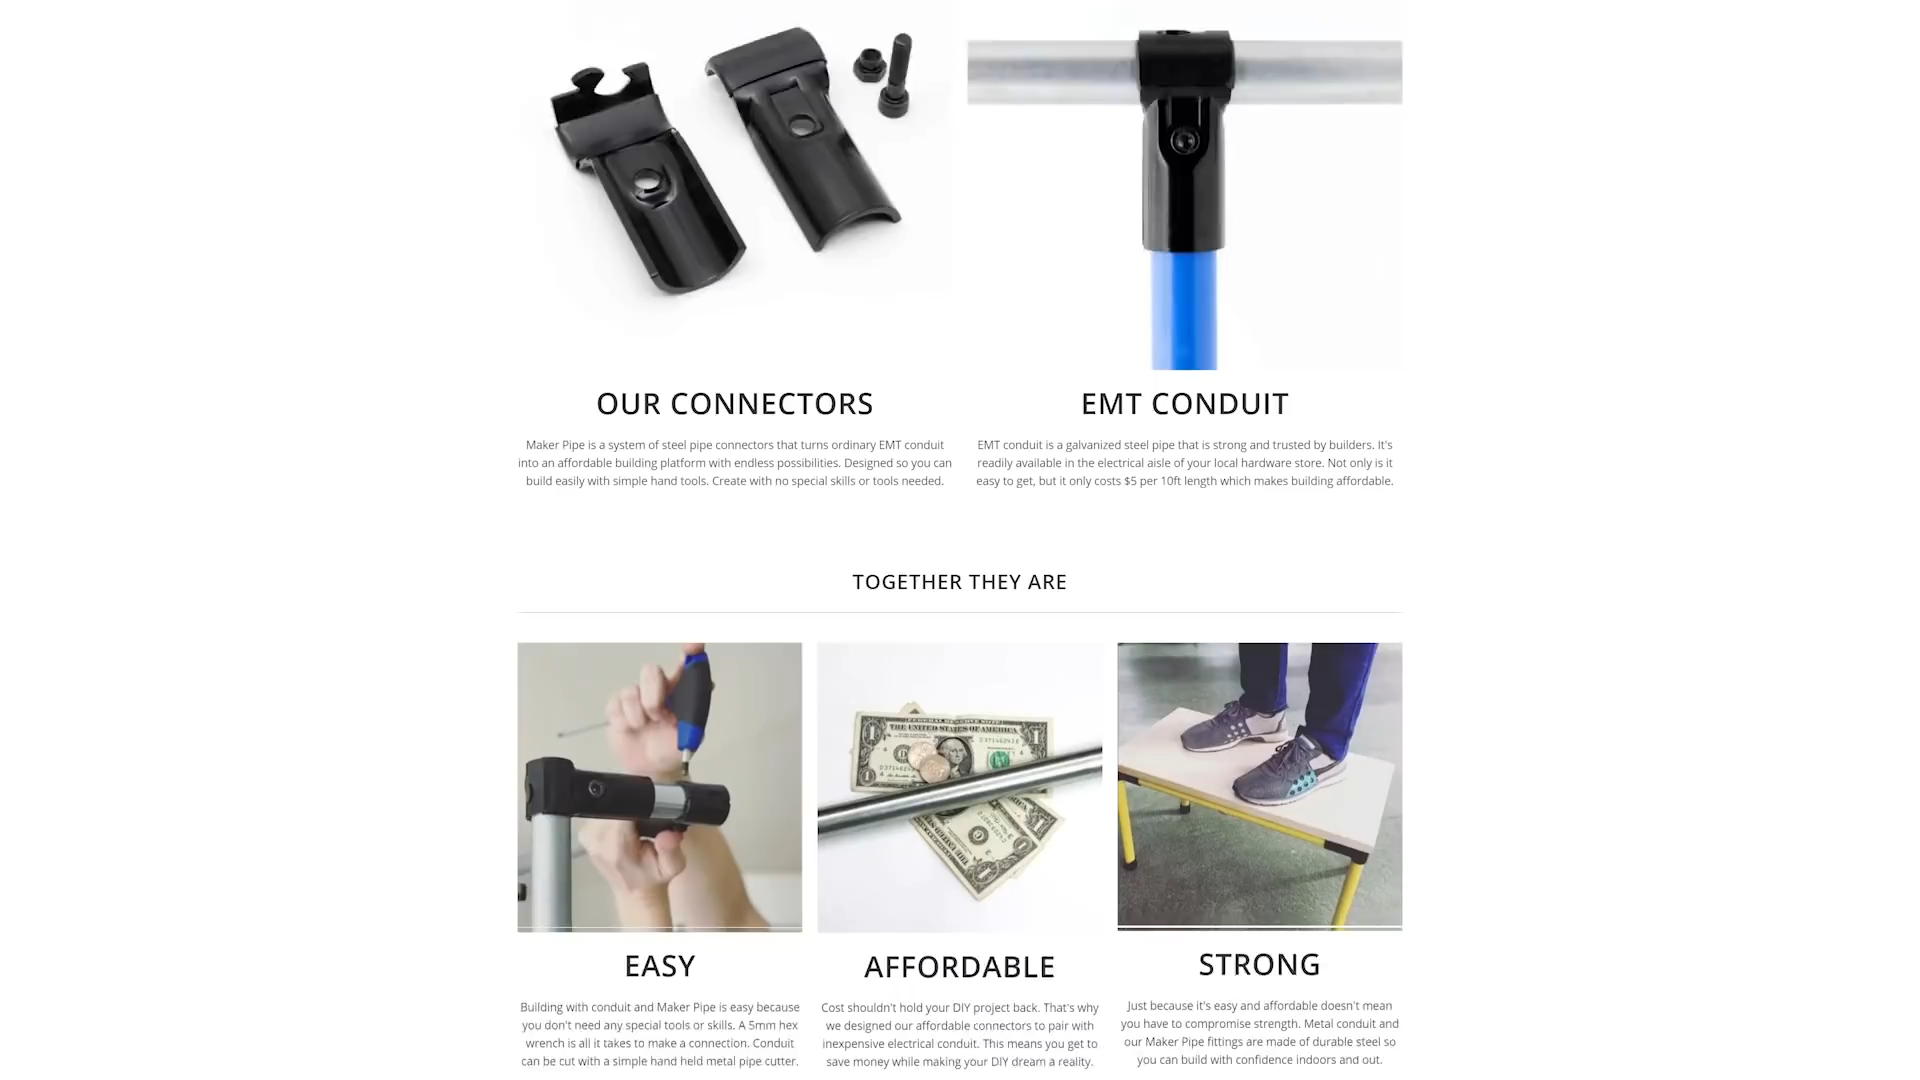 OUR CONNECTORS
Maker Pipe is a system of steel pipe connectors that turns ordinary EMT conduit
into an affordable building platform with endless possibilities. Designed so you can
build easily with simple hand tools. Create with no special skills or tools needed.
EMT CONDUIT
EMT conduit is a galvanized steel pipe that is strong and trusted by builders. It's
readily available in the electrical aisle of your local hardware store. Not only is it
easy to get, but it only costs $5 per 10ft length which makes building affordable.
TOGETHER THEY ARE
FEDERAL RESERVE NOTE
THE UNITED STATES OF AMERICA
EASY
Building with conduit and Maker Pipe is easy because
you don't need any special tools or skills. A 5mm hex
wrench is all it takes to make a connection. Conduit
can be cut with a simple hand held metal pipe cutter.
AFFORDABLE
Cost shouldn't hold your DIY project back. That's why
we designed our affordable connectors to pair with
inexpensive electrical conduit. This means you get to
save money while making your DIY dream a reality.
STRONG
Just because it's easy and affordable doesn't mean
you have to compromise strength. Metal conduit and
our Maker Pipe fittings are made of durable steel so
you can build with confidence indoors and out.